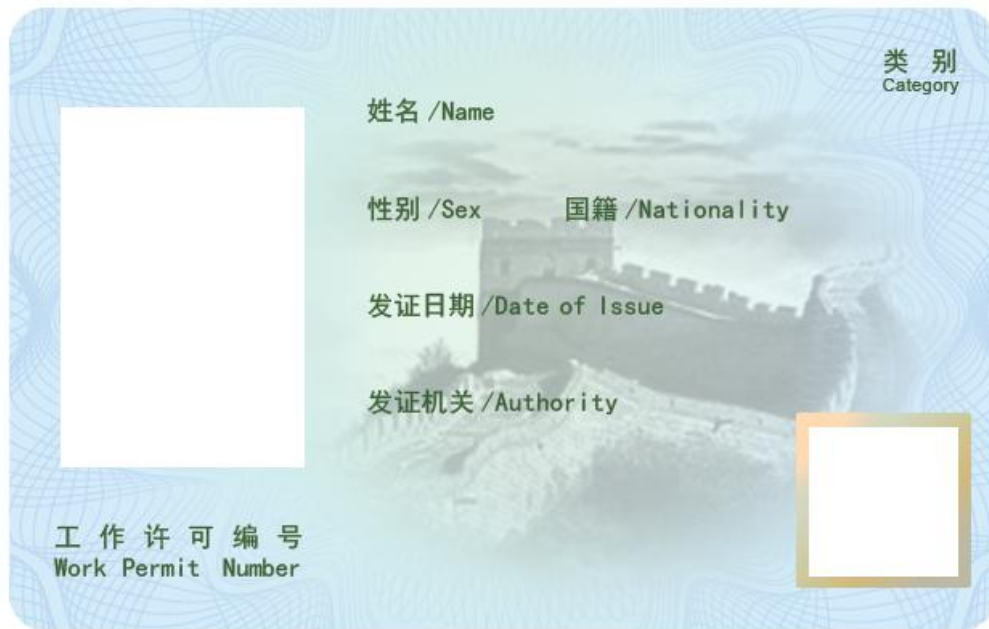 类 别
Category
姓名 /Name
性别 /Sex 国籍 /Nationality
发证日期 /Date of Issue
发证机关 /Authority
工 作 许 可 编 号
Work Permit Number